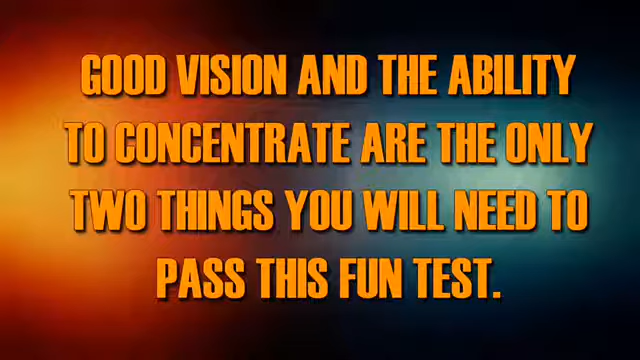 GOOD VISION AND THE ABILITY
TO CONCENTRATE ARE THE ONLY
TWO THINGS YOU WILL NEED TO
PASS THIS FUN TEST.